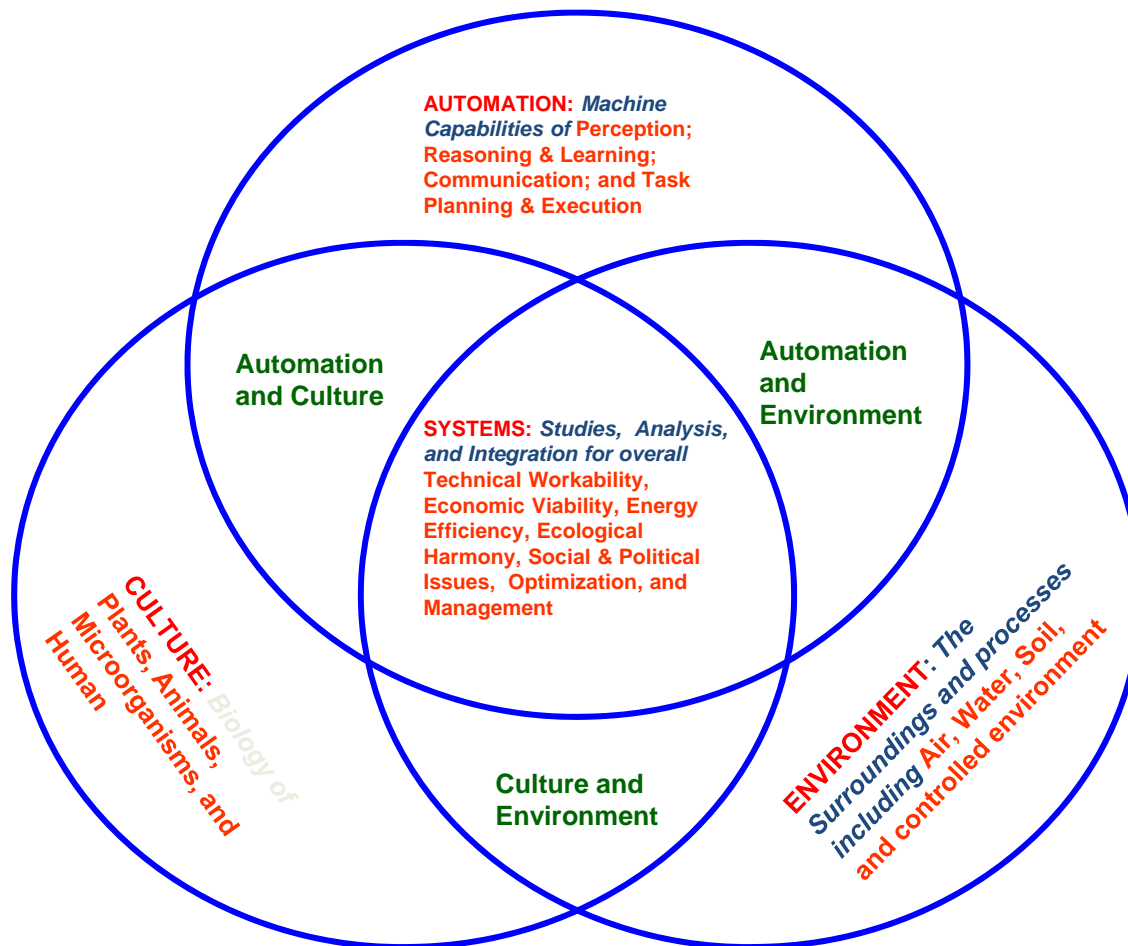 AUTOMATION: Machine
Capabilities of Perception;
Reasoning & Learning;
Communication; and Task
Planning & Execution
Automation
and Culture
Automation
and
Environment
SYSTEMS: Studies, Analysis,
and Integration for overall
Technical Workability,
Economic Viability, Energy
Efficiency, Ecological
Harmony, Social & Political
Issues, Optimization, and
Management
CULTURE: Biology of
Plants, Animals,
Microorganisms, and
Human
ENVIRONMENT: The
Surroundings and processes
including Air, Water, Soil,
and controlled environment
Culture and
Environment